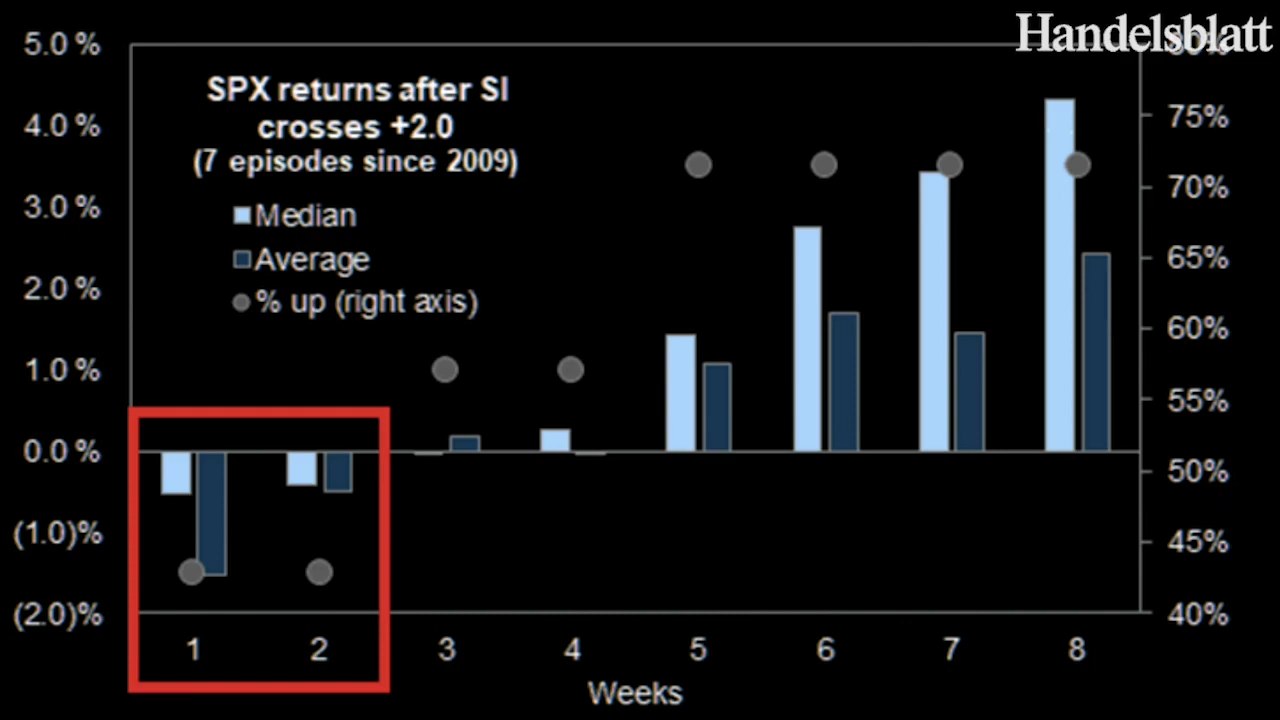 Handelsblatt
SPX returns after SI
crosses +2.0
(7 episodes since 2009)
Median
Average
% up (right axis)
5.0 %
4.0 %
3.0 %
2.0 %
1.0 %
0.0 %
(1.0)%
(2.0)%
75%
70%
65%
60%
55%
50%
45%
40%
1 2 3 4 5 6 7 8
Weeks